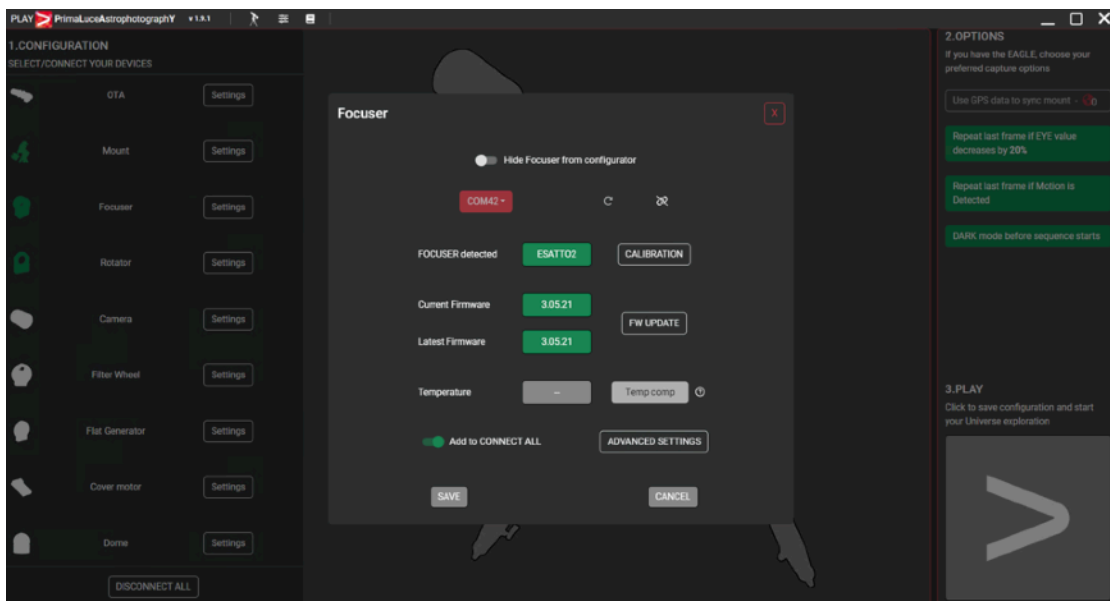 PLAY PrimaLuceAstrophotographY v 1.9.1
1.CONFIGURATION
SELECT/CONNECT YOUR DEVICES
OTA Settings
Mount Settings
Focuser Settings
Rotator Settings
Camera Settings
Filter Wheel Settings
Flat Generator Settings
Cover motor Settings
Dome Settings
DISCONNECT ALL
Focuser X
Hide Focuser from configurator
COM42
FOCUSER detected ESATTO2 CALIBRATION
Current Firmware 3.05.21
FW UPDATE
Latest Firmware 3.05.21
Temperature -- Temp comp ?
Add to CONNECT ALL ADVANCED SETTINGS
SAVE CANCEL
2.OPTIONS
If you have the EAGLE, choose your
preferred capture options
Use GPS data to sync mount -
Repeat last frame if EYE value
decreases by 20%
Repeat last frame if Motion is
Detected
DARK mode before sequence starts
3.PLAY
Click to save configuration and start
your Universe exploration